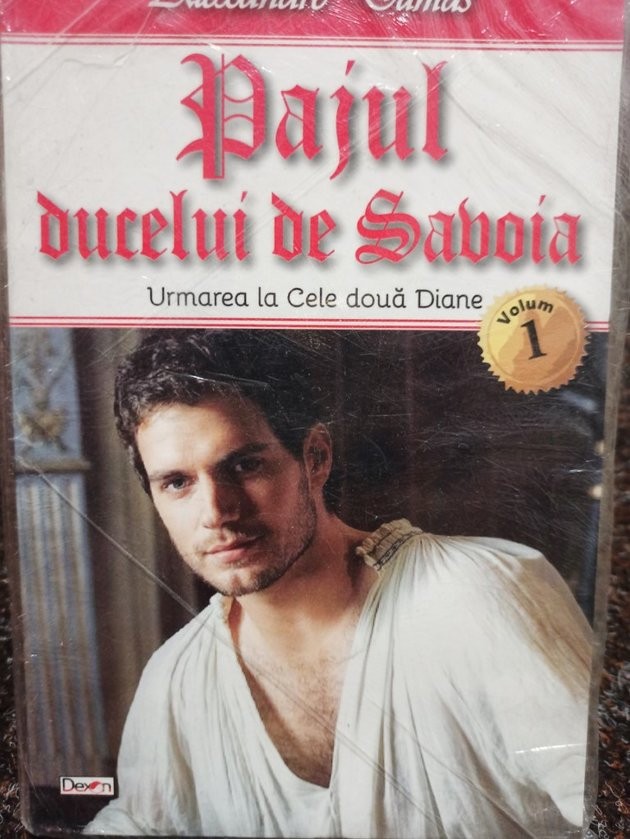 Pajul
ducelui de Savoia
Urmarea la Cele două Diane
Volum
1
Dexon